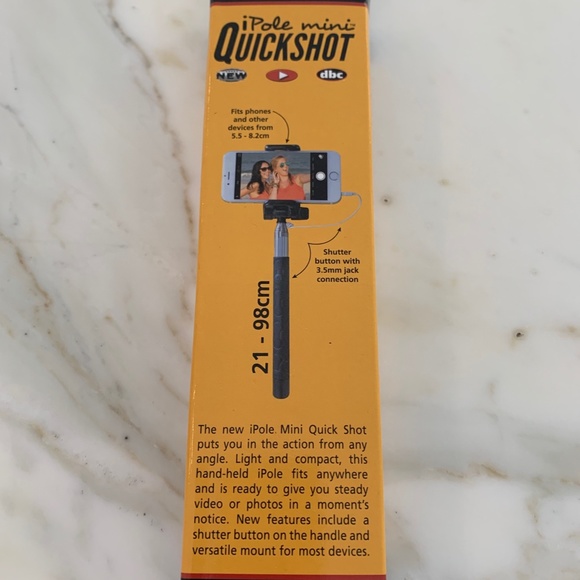 iPole mini™
QUICKSHOT
NEW
dbc
Fits phones
and other
devices from
5.5 - 8.2cm
Shutter
button with
3.5mm jack
connection
21 - 98cm
The new iPole Mini Quick Shot
puts you in the action from any
angle. Light and compact, this
hand-held iPole fits anywhere
and is ready to give you steady
video or photos in a moment's
notice. New features include a
shutter button on the handle and
versatile mount for most devices.